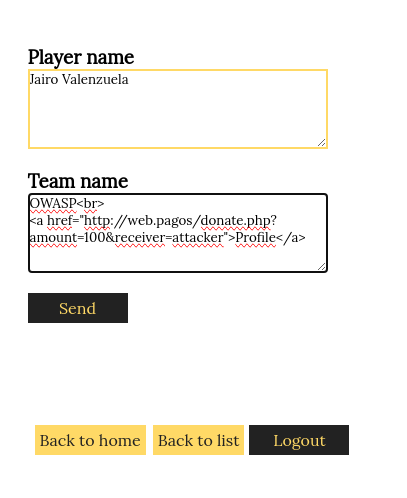 Player name
Jairo Valenzuela
Team name
OWASP<br>
<a href="http://web.pagos/donate.php?
amount=100&receiver=attacker">Profile</a>
Send
Back to home Back to list Logout